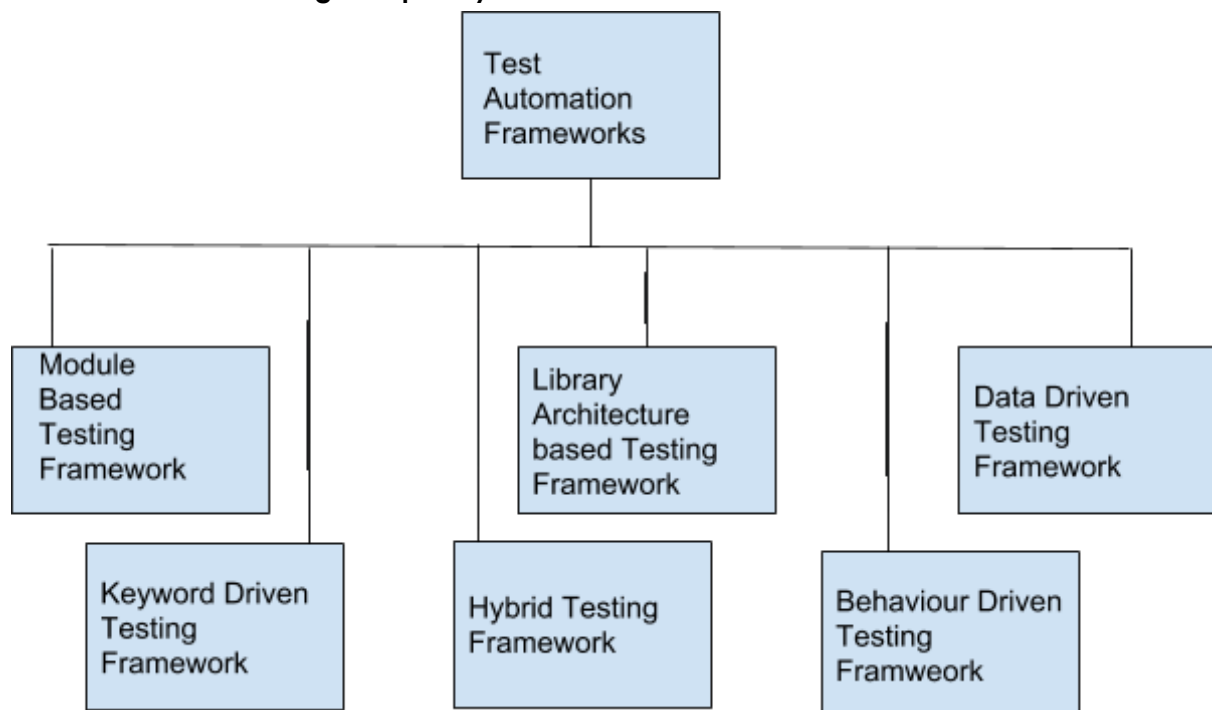 Test
Automation
Frameworks
Module
Based
Testing
Framework
Library
Architecture
based Testing
Framework
Data Driven
Testing
Framework
Keyword Driven
Testing
Framework
Hybrid Testing
Framework
Behaviour Driven
Testing
Framweork